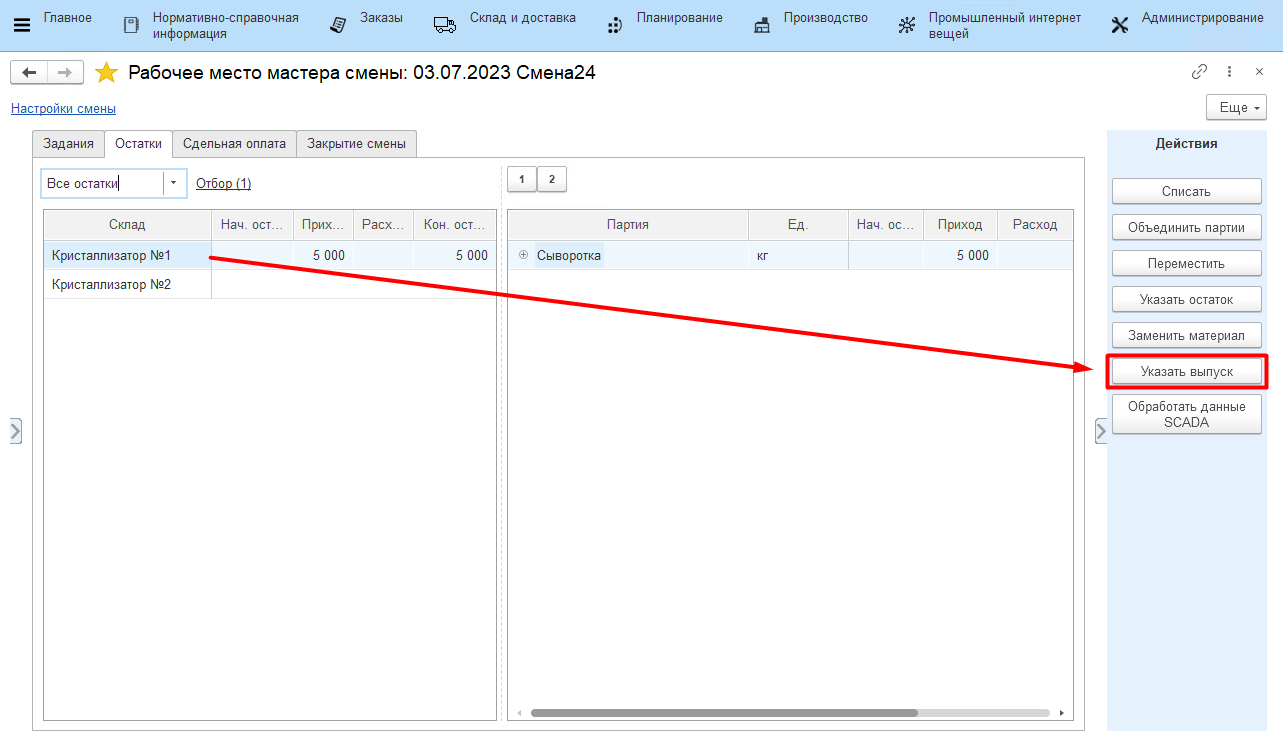 Главное
Нормативно-справочная
информация
Заказы
Склад и доставка
Планирование
Производство
Промышленный интернет
вещей
Администрирование
Рабочее место мастера смены: 03.07.2023 Смена24
Настройки смены
Еще
Задания Остатки Сдельная оплата Закрытие смены
Действия
Все остатки Отбор (1)
1 2
Склад Нач. ост... Прих... Расх... Кон. ост...
Кристаллизатор №1 5 000 5 000
Кристаллизатор №2
Партия Ед. Нач. ос... Приход Расход
Сыворотка кг 5 000
Списать
Объединить партии
Переместить
Указать остаток
Заменить материал
Указать выпуск
Обработать данные
SCADA